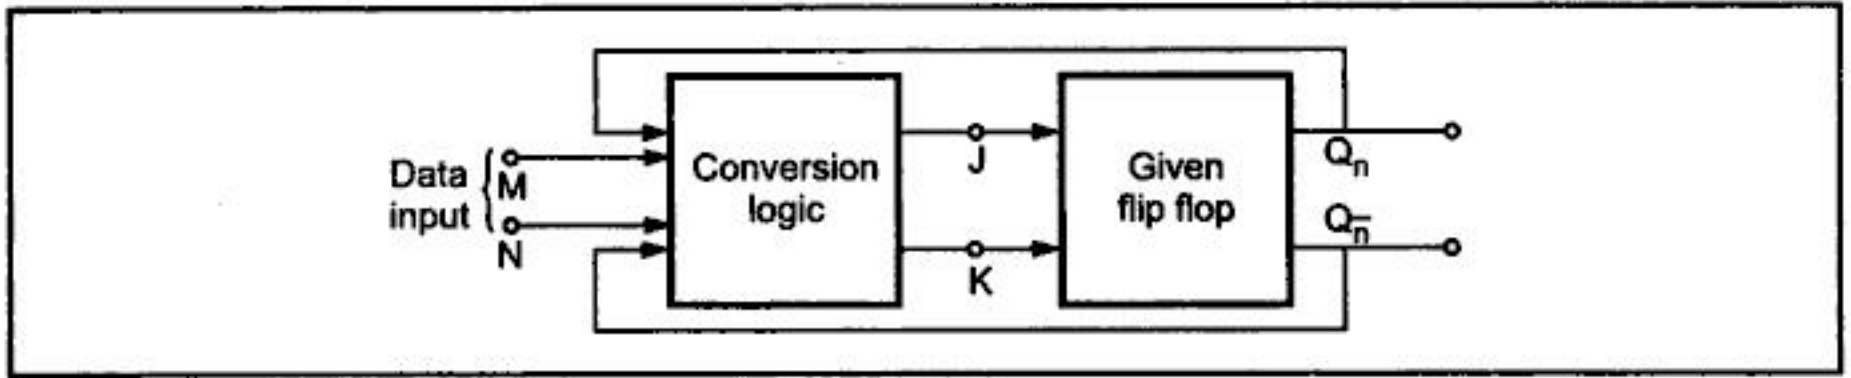 Data
input
M
N
Conversion
logic
J
K
Given
flip flop
Qn
Qn̄